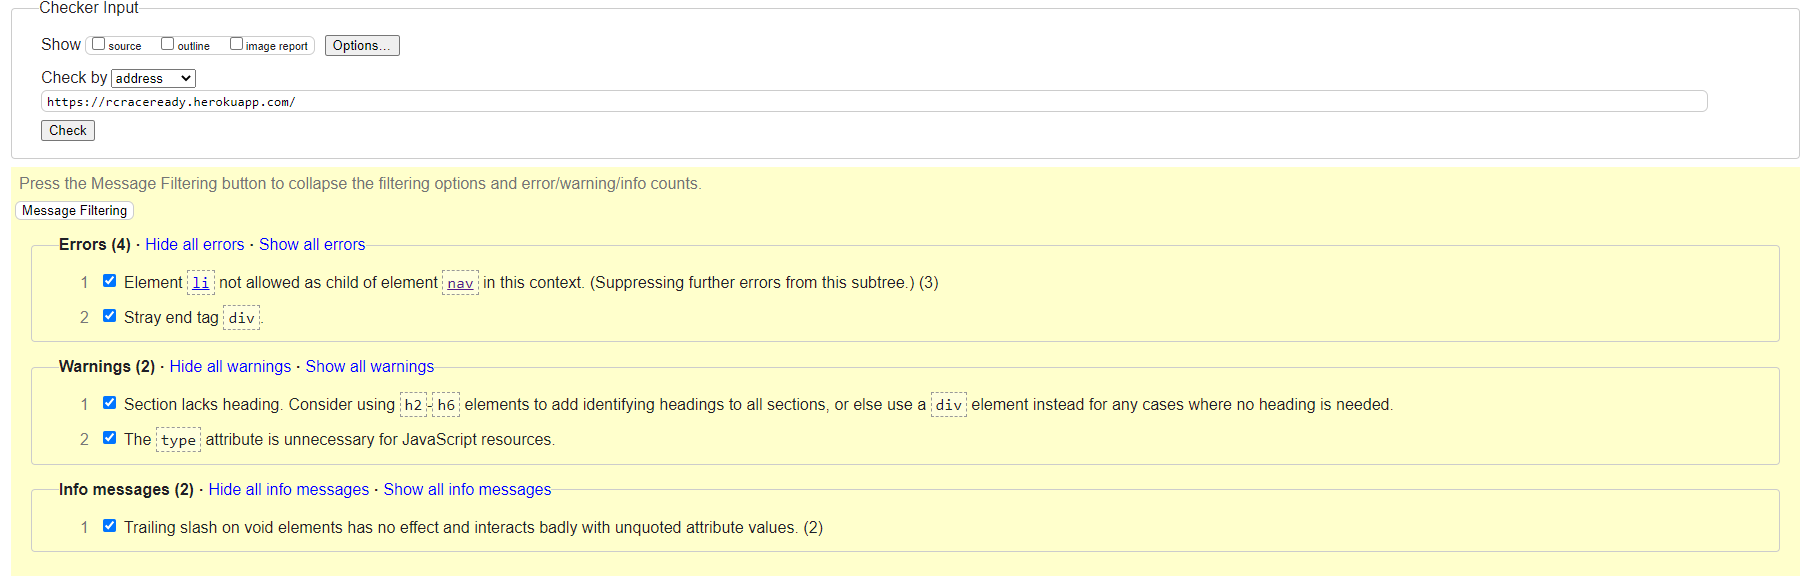 Checker Input
Show source outline image report Options...
Check by address
https://rcraceready.herokuapp.com/
Check
Press the Message Filtering button to collapse the filtering options and error/warning/info counts.
Message Filtering
Errors (4) · Hide all errors · Show all errors
1 Element li not allowed as child of element nav in this context. (Suppressing further errors from this subtree.) (3)
2 Stray end tag div.
Warnings (2) · Hide all warnings · Show all warnings
1 Section lacks heading. Consider using h2-h6 elements to add identifying headings to all sections, or else use a div element instead for any cases where no heading is needed.
2 The type attribute is unnecessary for JavaScript resources.
Info messages (2) · Hide all info messages · Show all info messages
1 Trailing slash on void elements has no effect and interacts badly with unquoted attribute values. (2)